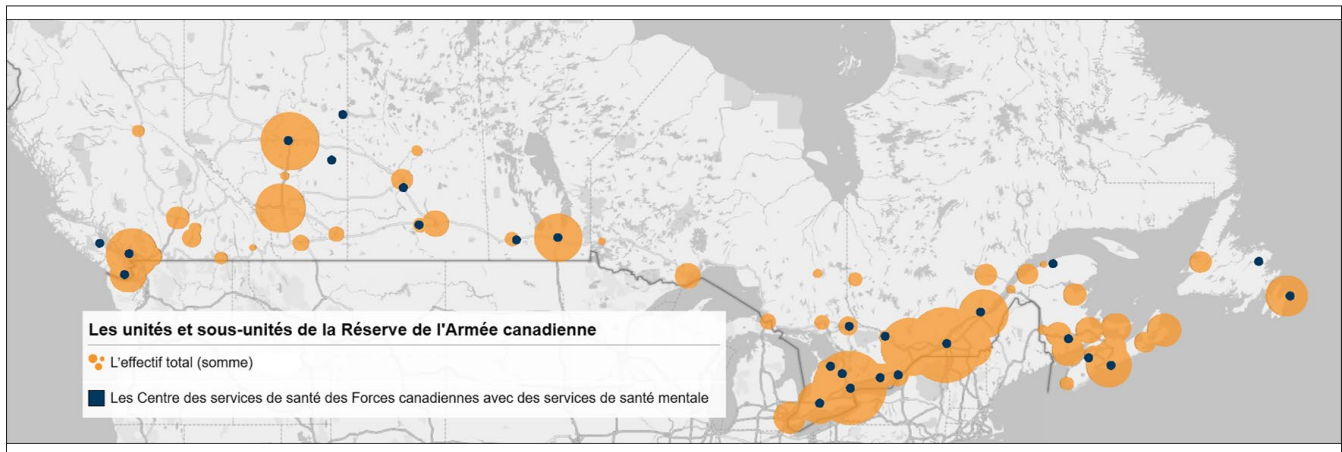 Les unités et sous-unités de la Réserve de l'Armée canadienne
L'effectif total (somme)
Les Centre des services de santé des Forces canadiennes avec des services de santé mentale